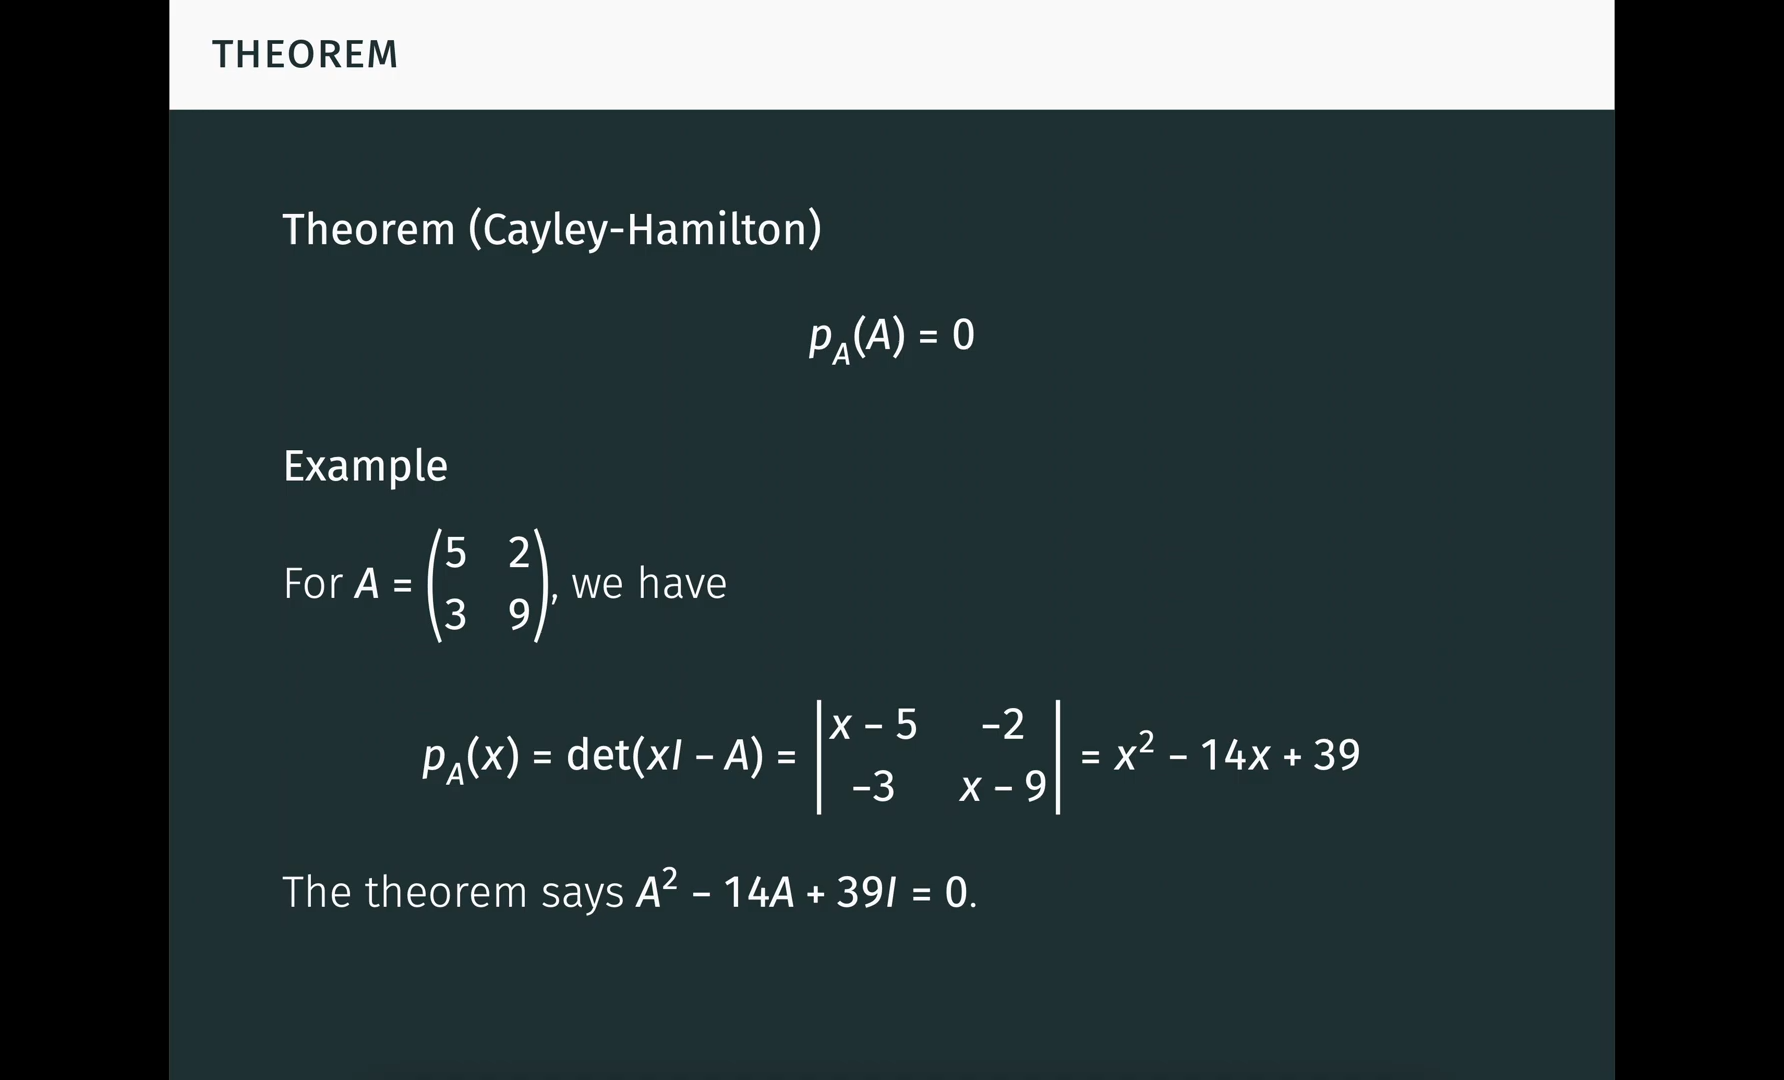 THEOREM
Theorem (Cayley-Hamilton)
p_A(A) = 0
Example
For A = (5 2
3 9), we have
p_A(x) = det(xI − A) = |x − 5 −2
−3 x − 9| = x² − 14x + 39
The theorem says A² − 14A + 39I = 0.